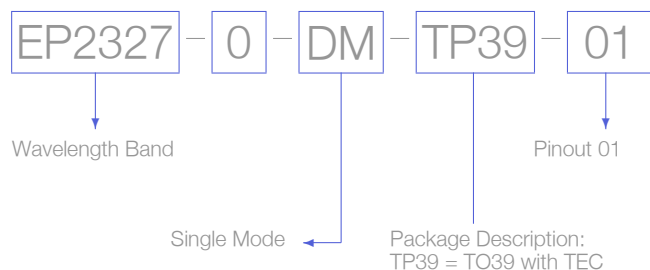 EP2327 – 0 – DM – TP39 – 01
Wavelength Band
Pinout 01
Single Mode
Package Description:
TP39 = TO39 with TEC